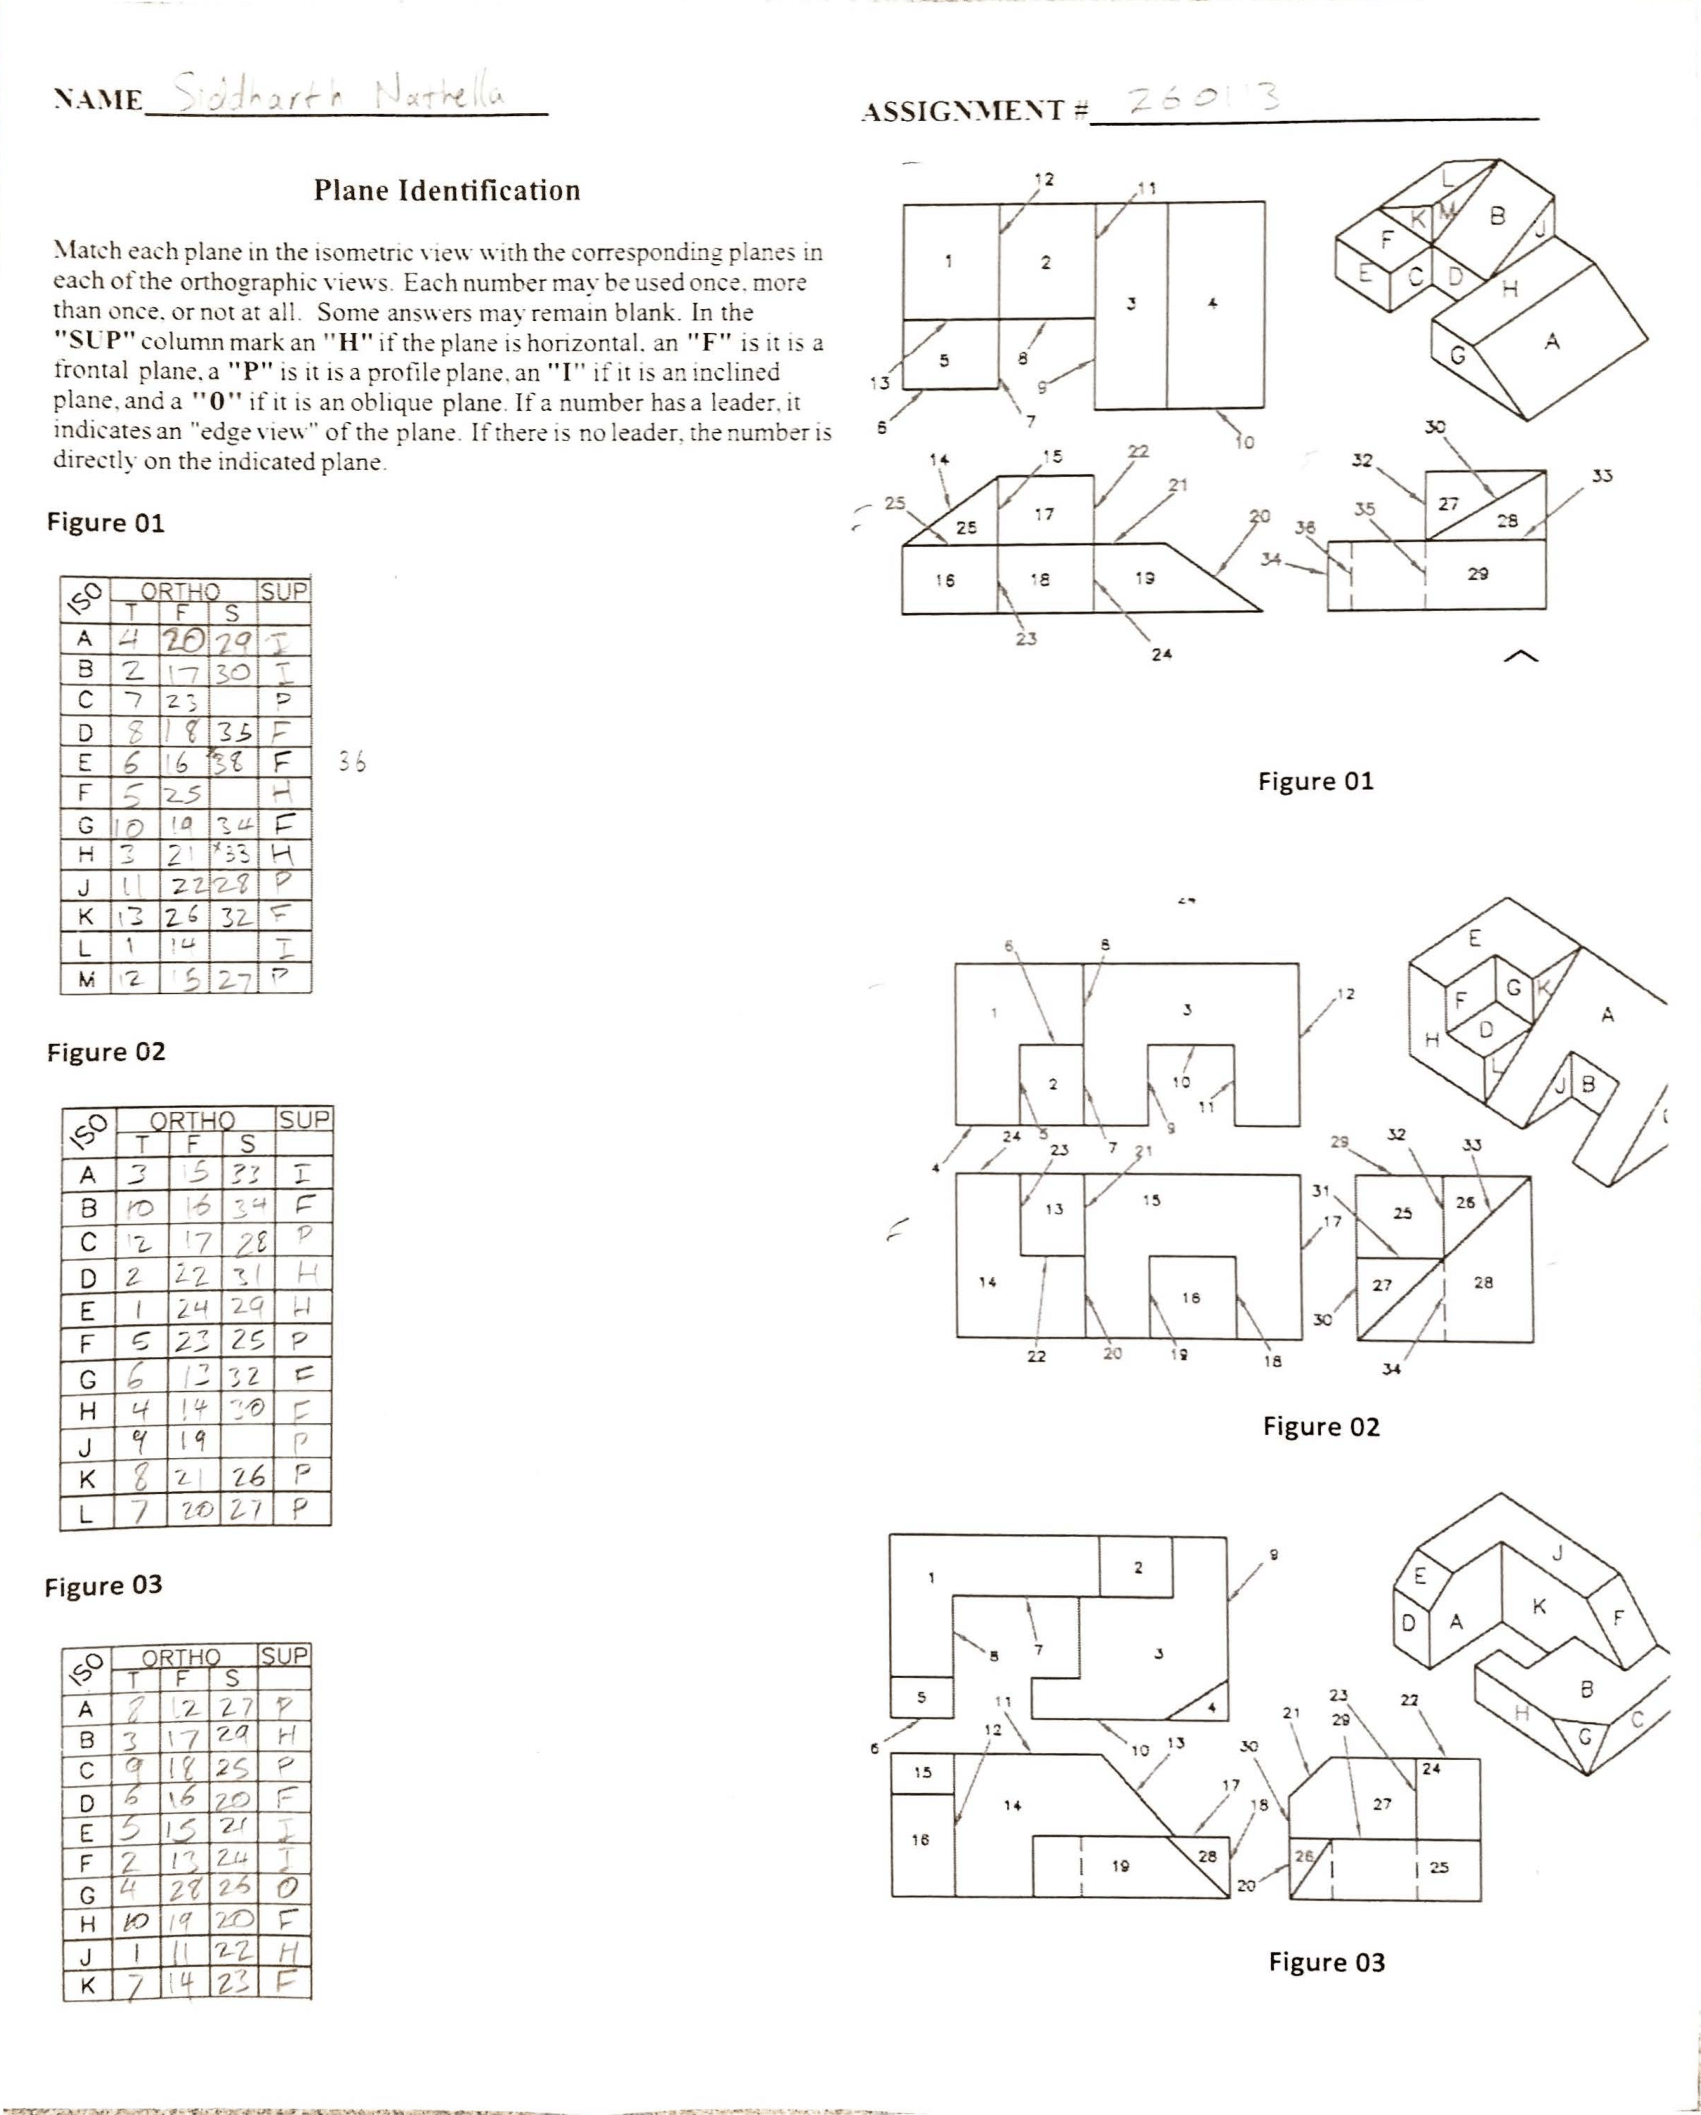 NAME Siddharth Nathella
ASSIGNMENT # 260113
Plane Identification
Match each plane in the isometric view with the corresponding planes in
each of the orthographic views. Each number may be used once, more
than once, or not at all. Some answers may remain blank. In the
"SUP" column mark an "H" if the plane is horizontal, an "F" is it is a
frontal plane, a "P" is it is a profile plane, an "I" if it is an inclined
plane, and a "0" if it is an oblique plane. If a number has a leader, it
indicates an "edge view" of the plane. If there is no leader, the number is
directly on the indicated plane.
Figure 01
ISO ORTHO SUP
T F S
A 4 20 29 I
B 2 17 30 I
C 7 23 P
D 8 18 35 F
E 6 16 *38 F 36
F 5 25 H
G 10 19 34 F
H 3 21 *33 H
J 11 22 28 P
K 13 26 32 F
L 1 14 I
M 12 15 27 P
Figure 02
ISO ORTHO SUP
T F S
A 3 15 33 I
B 10 16 34 F
C 12 17 28 P
D 2 22 31 H
E 1 24 29 H
F 5 23 25 P
G 6 13 32 F
H 4 14 30 F
J 9 19 P
K 8 21 26 P
L 7 20 27 P
Figure 03
ISO ORTHO SUP
T F S
A 8 12 27 P
B 3 17 29 H
C 9 18 25 P
D 6 16 20 F
E 5 15 21 I
F 2 13 24 I
G 4 28 26 O
H 10 19 20 F
J 1 11 22 H
K 7 14 23 F
12 11
1 2 3 4
5 8 9
13 6 7 10
L
K M B J
F
E C D H
G A
14 15 22
25 21 20
25 17
16 18 19
23 24
30
32 33
27 28
36 35
34 29
Figure 01
6 8
12
1 3
2 10 11
4 5 7 9
E
F G K A
H D
L J B
24 23 21
13 15 17
14 16
22 20 19 18
29 32 33
31 25 26
27 28
30 34
Figure 02
9
1 2
8 7 3
5 4
6 10
J
E
D A K F
B
H G C
11 12 13
15 14 17 18
16 19 28
23 22
21 29
30 24
27
26 25
20
Figure 03